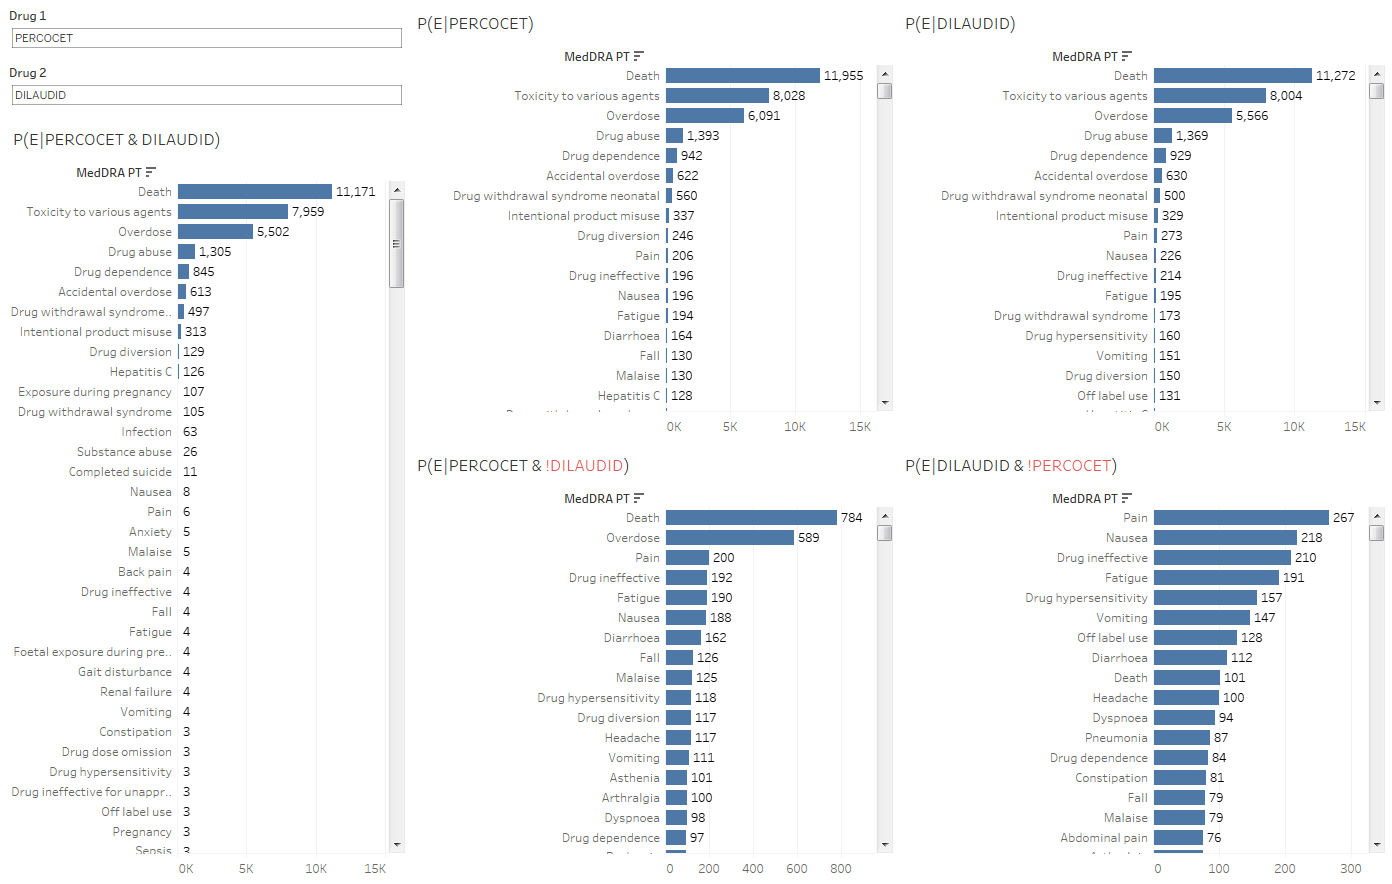 Drug 1
PERCOCET
Drug 2
DILAUDID
P(E|PERCOCET & DILAUDID)
MedDRA PT
Death 11,171
Toxicity to various agents 7,959
Overdose 5,502
Drug abuse 1,305
Drug dependence 845
Accidental overdose 613
Drug withdrawal syndrome.. 497
Intentional product misuse 313
Drug diversion 129
Hepatitis C 126
Exposure during pregnancy 107
Drug withdrawal syndrome 105
Infection 63
Substance abuse 26
Completed suicide 11
Nausea 8
Pain 6
Anxiety 5
Malaise 5
Back pain 4
Drug ineffective 4
Fall 4
Fatigue 4
Foetal exposure during pre.. 4
Gait disturbance 4
Renal failure 4
Vomiting 4
Constipation 3
Drug dose omission 3
Drug hypersensitivity 3
Drug ineffective for unappr.. 3
Off label use 3
Pregnancy 3
Sepsis 3
0K 5K 10K 15K
P(E|PERCOCET)
MedDRA PT
Death 11,955
Toxicity to various agents 8,028
Overdose 6,091
Drug abuse 1,393
Drug dependence 942
Accidental overdose 622
Drug withdrawal syndrome neonatal 560
Intentional product misuse 337
Drug diversion 246
Pain 206
Drug ineffective 196
Nausea 196
Fatigue 194
Diarrhoea 164
Fall 130
Malaise 130
Hepatitis C 128
0K 5K 10K 15K
P(E|DILAUDID)
MedDRA PT
Death 11,272
Toxicity to various agents 8,004
Overdose 5,566
Drug abuse 1,369
Drug dependence 929
Accidental overdose 630
Drug withdrawal syndrome neonatal 500
Intentional product misuse 329
Pain 273
Nausea 226
Drug ineffective 214
Fatigue 195
Drug withdrawal syndrome 173
Drug hypersensitivity 160
Vomiting 151
Drug diversion 150
Off label use 131
0K 5K 10K 15K
P(E|PERCOCET & !DILAUDID)
MedDRA PT
Death 784
Overdose 589
Pain 200
Drug ineffective 192
Fatigue 190
Nausea 188
Diarrhoea 162
Fall 126
Malaise 125
Drug hypersensitivity 118
Drug diversion 117
Headache 117
Vomiting 111
Asthenia 101
Arthralgia 100
Dyspnoea 98
Drug dependence 97
0 200 400 600 800
P(E|DILAUDID & !PERCOCET)
MedDRA PT
Pain 267
Nausea 218
Drug ineffective 210
Fatigue 191
Drug hypersensitivity 157
Vomiting 147
Off label use 128
Diarrhoea 112
Death 101
Headache 100
Dyspnoea 94
Pneumonia 87
Drug dependence 84
Constipation 81
Fall 79
Malaise 79
Abdominal pain 76
0 100 200 300